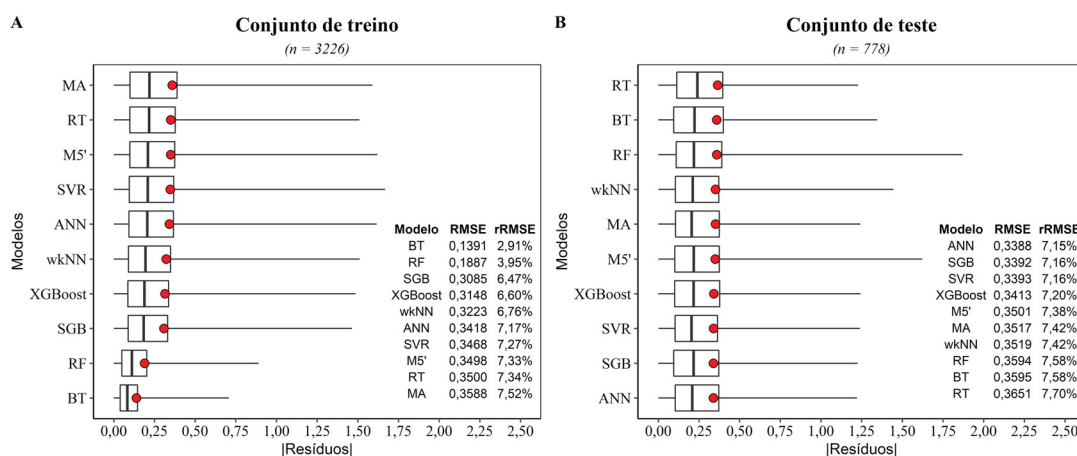 A
Conjunto de treino
(n = 3226)
Modelos
MA
RT
M5'
SVR
ANN
wkNN
XGBoost
SGB
RF
BT
Modelo RMSE rRMSE
BT 0,1391 2,91%
RF 0,1887 3,95%
SGB 0,3085 6,47%
XGBoost 0,3148 6,60%
wkNN 0,3223 6,76%
ANN 0,3418 7,17%
SVR 0,3468 7,27%
M5' 0,3498 7,33%
RT 0,3500 7,34%
MA 0,3588 7,52%
0,00 0,25 0,50 0,75 1,00 1,25 1,50 1,75 2,00 2,25 2,50
|Resíduos|
B
Conjunto de teste
(n = 778)
Modelos
RT
BT
RF
wkNN
MA
M5'
XGBoost
SVR
SGB
ANN
Modelo RMSE rRMSE
ANN 0,3388 7,15%
SGB 0,3392 7,16%
SVR 0,3393 7,16%
XGBoost 0,3413 7,20%
M5' 0,3501 7,38%
MA 0,3517 7,42%
wkNN 0,3519 7,42%
RF 0,3594 7,58%
BT 0,3595 7,58%
RT 0,3651 7,70%
0,00 0,25 0,50 0,75 1,00 1,25 1,50 1,75 2,00 2,25 2,50
|Resíduos|